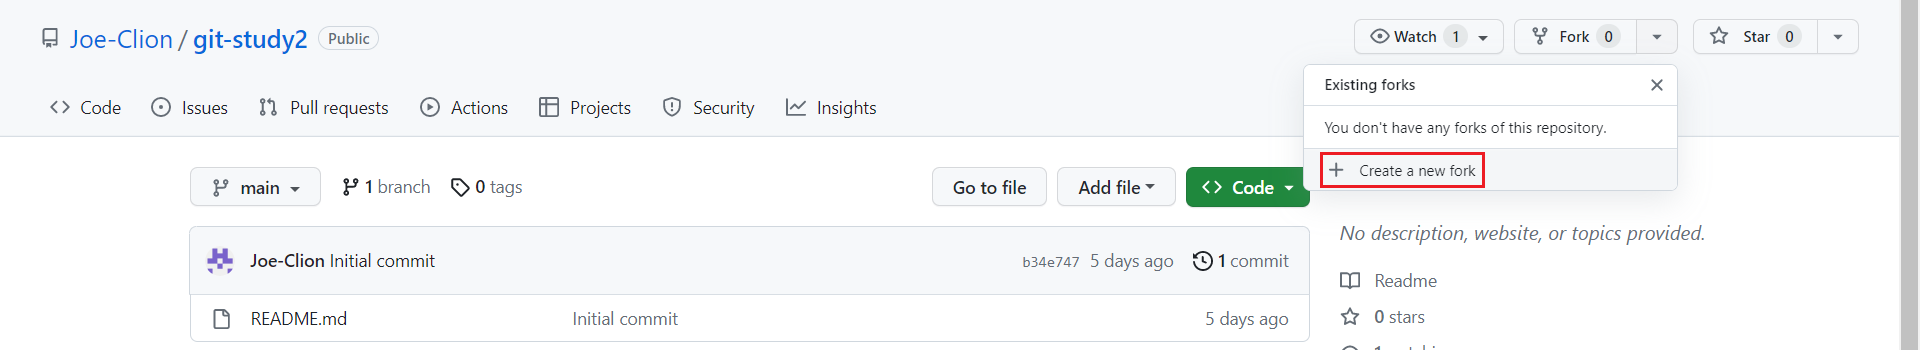 Joe-Clion / git-study2 Public
Watch 1 Fork 0 Star 0
Existing forks
You don't have any forks of this repository.
Create a new fork
Code Issues Pull requests Actions Projects Security Insights
main 1 branch 0 tags Go to file Add file Code
Joe-Clion Initial commit b34e747 5 days ago 1 commit
README.md Initial commit 5 days ago
No description, website, or topics provided.
Readme
0 stars